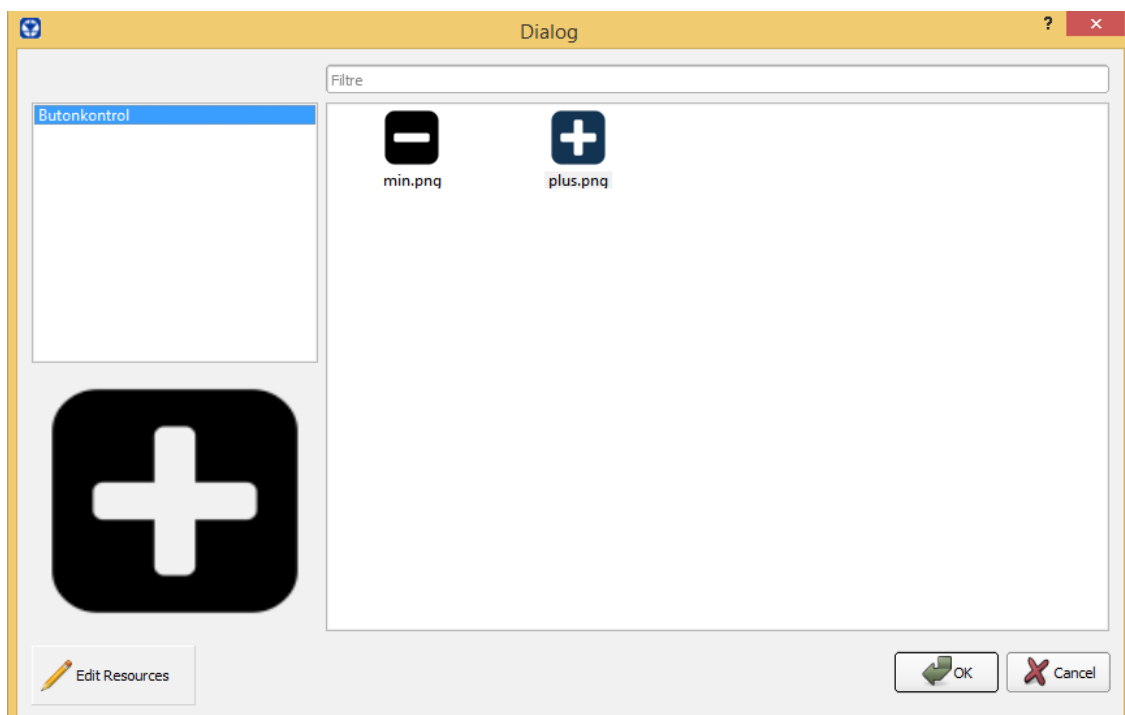 Dialog
?
Filtre
Butonkontrol
min.png
plus.png
Edit Resources
OK
Cancel